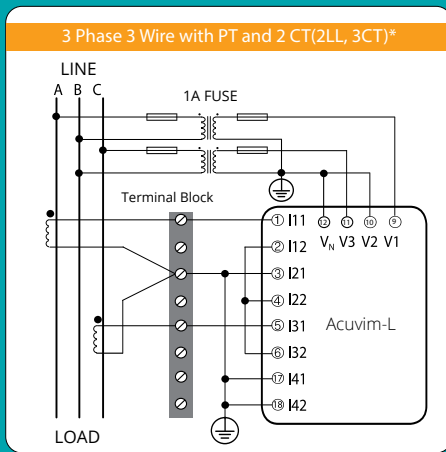 3 Phase 3 Wire with PT and 2 CT(2LL, 3CT)*
LINE
A B C
1A FUSE
Terminal Block
1 I11
2 I12
3 I21
4 I22
5 I31
6 I32
17 I41
18 I42
12 11 10 9
VN V3 V2 V1
Acuvim-L
LOAD